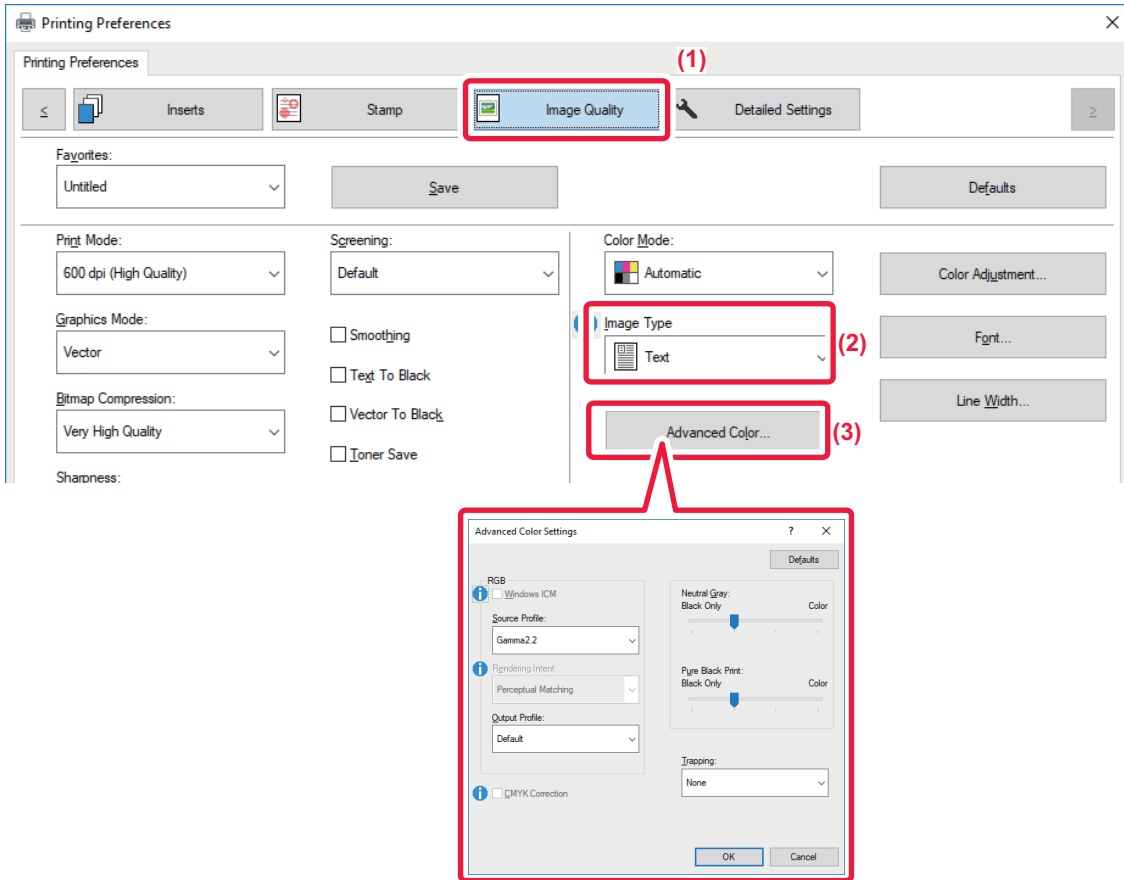 Printing Preferences
Printing Preferences
(1)
< Inserts Stamp Image Quality Detailed Settings >
Favorites:
Untitled Save Defaults
Print Mode: Screening: Color Mode:
600 dpi (High Quality) Default Automatic Color Adjustment...
Graphics Mode: Smoothing Image Type Font...
Vector Text (2)
Text To Black
Bitmap Compression: Line Width...
Vector To Black
Very High Quality Advanced Color... (3)
Toner Save
Sharpness:
Advanced Color Settings ?
Defaults
RGB
Windows ICM Neutral Gray:
Black Only Color
Source Profile:
Gamma2.2
Rendering Intent: Pure Black Print:
Perceptual Matching Black Only Color
Output Profile:
Default
Trapping:
None
CMYK Correction
OK Cancel